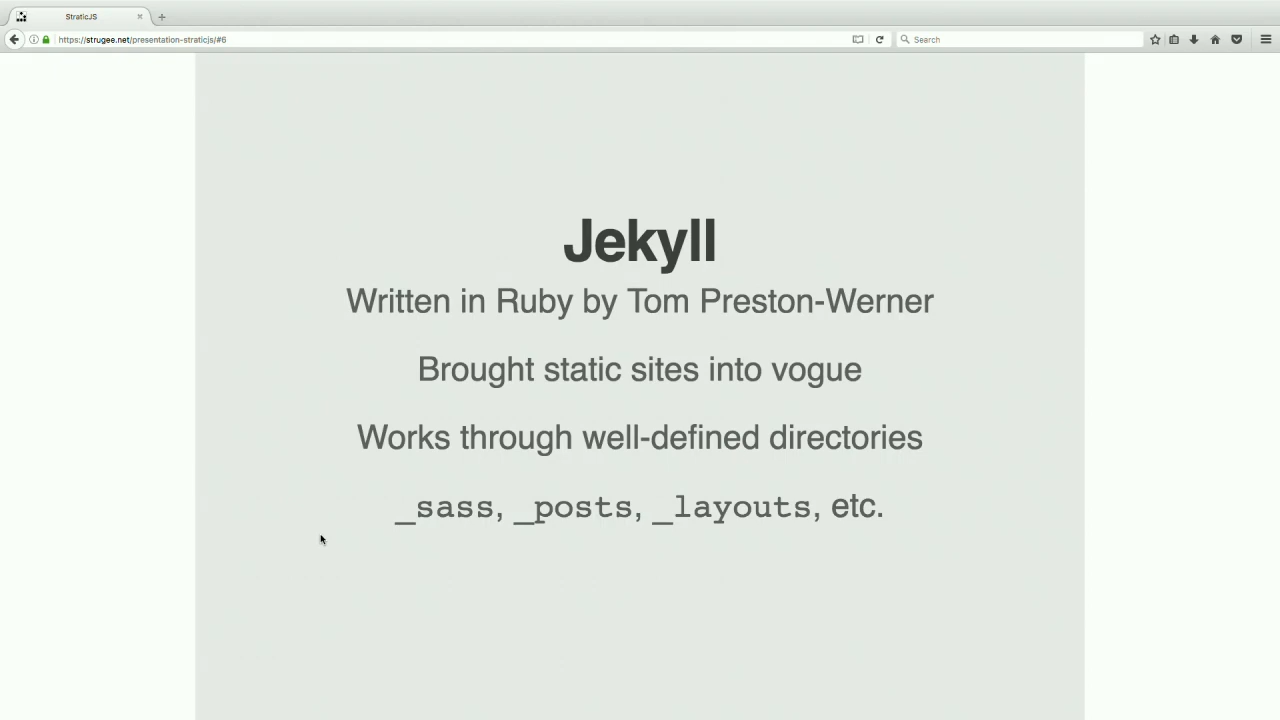 StraticJS
https://strugee.net/presentation-straticjs/#6
Search
Jekyll
Written in Ruby by Tom Preston-Werner
Brought static sites into vogue
Works through well-defined directories
_sass, _posts, _layouts, etc.